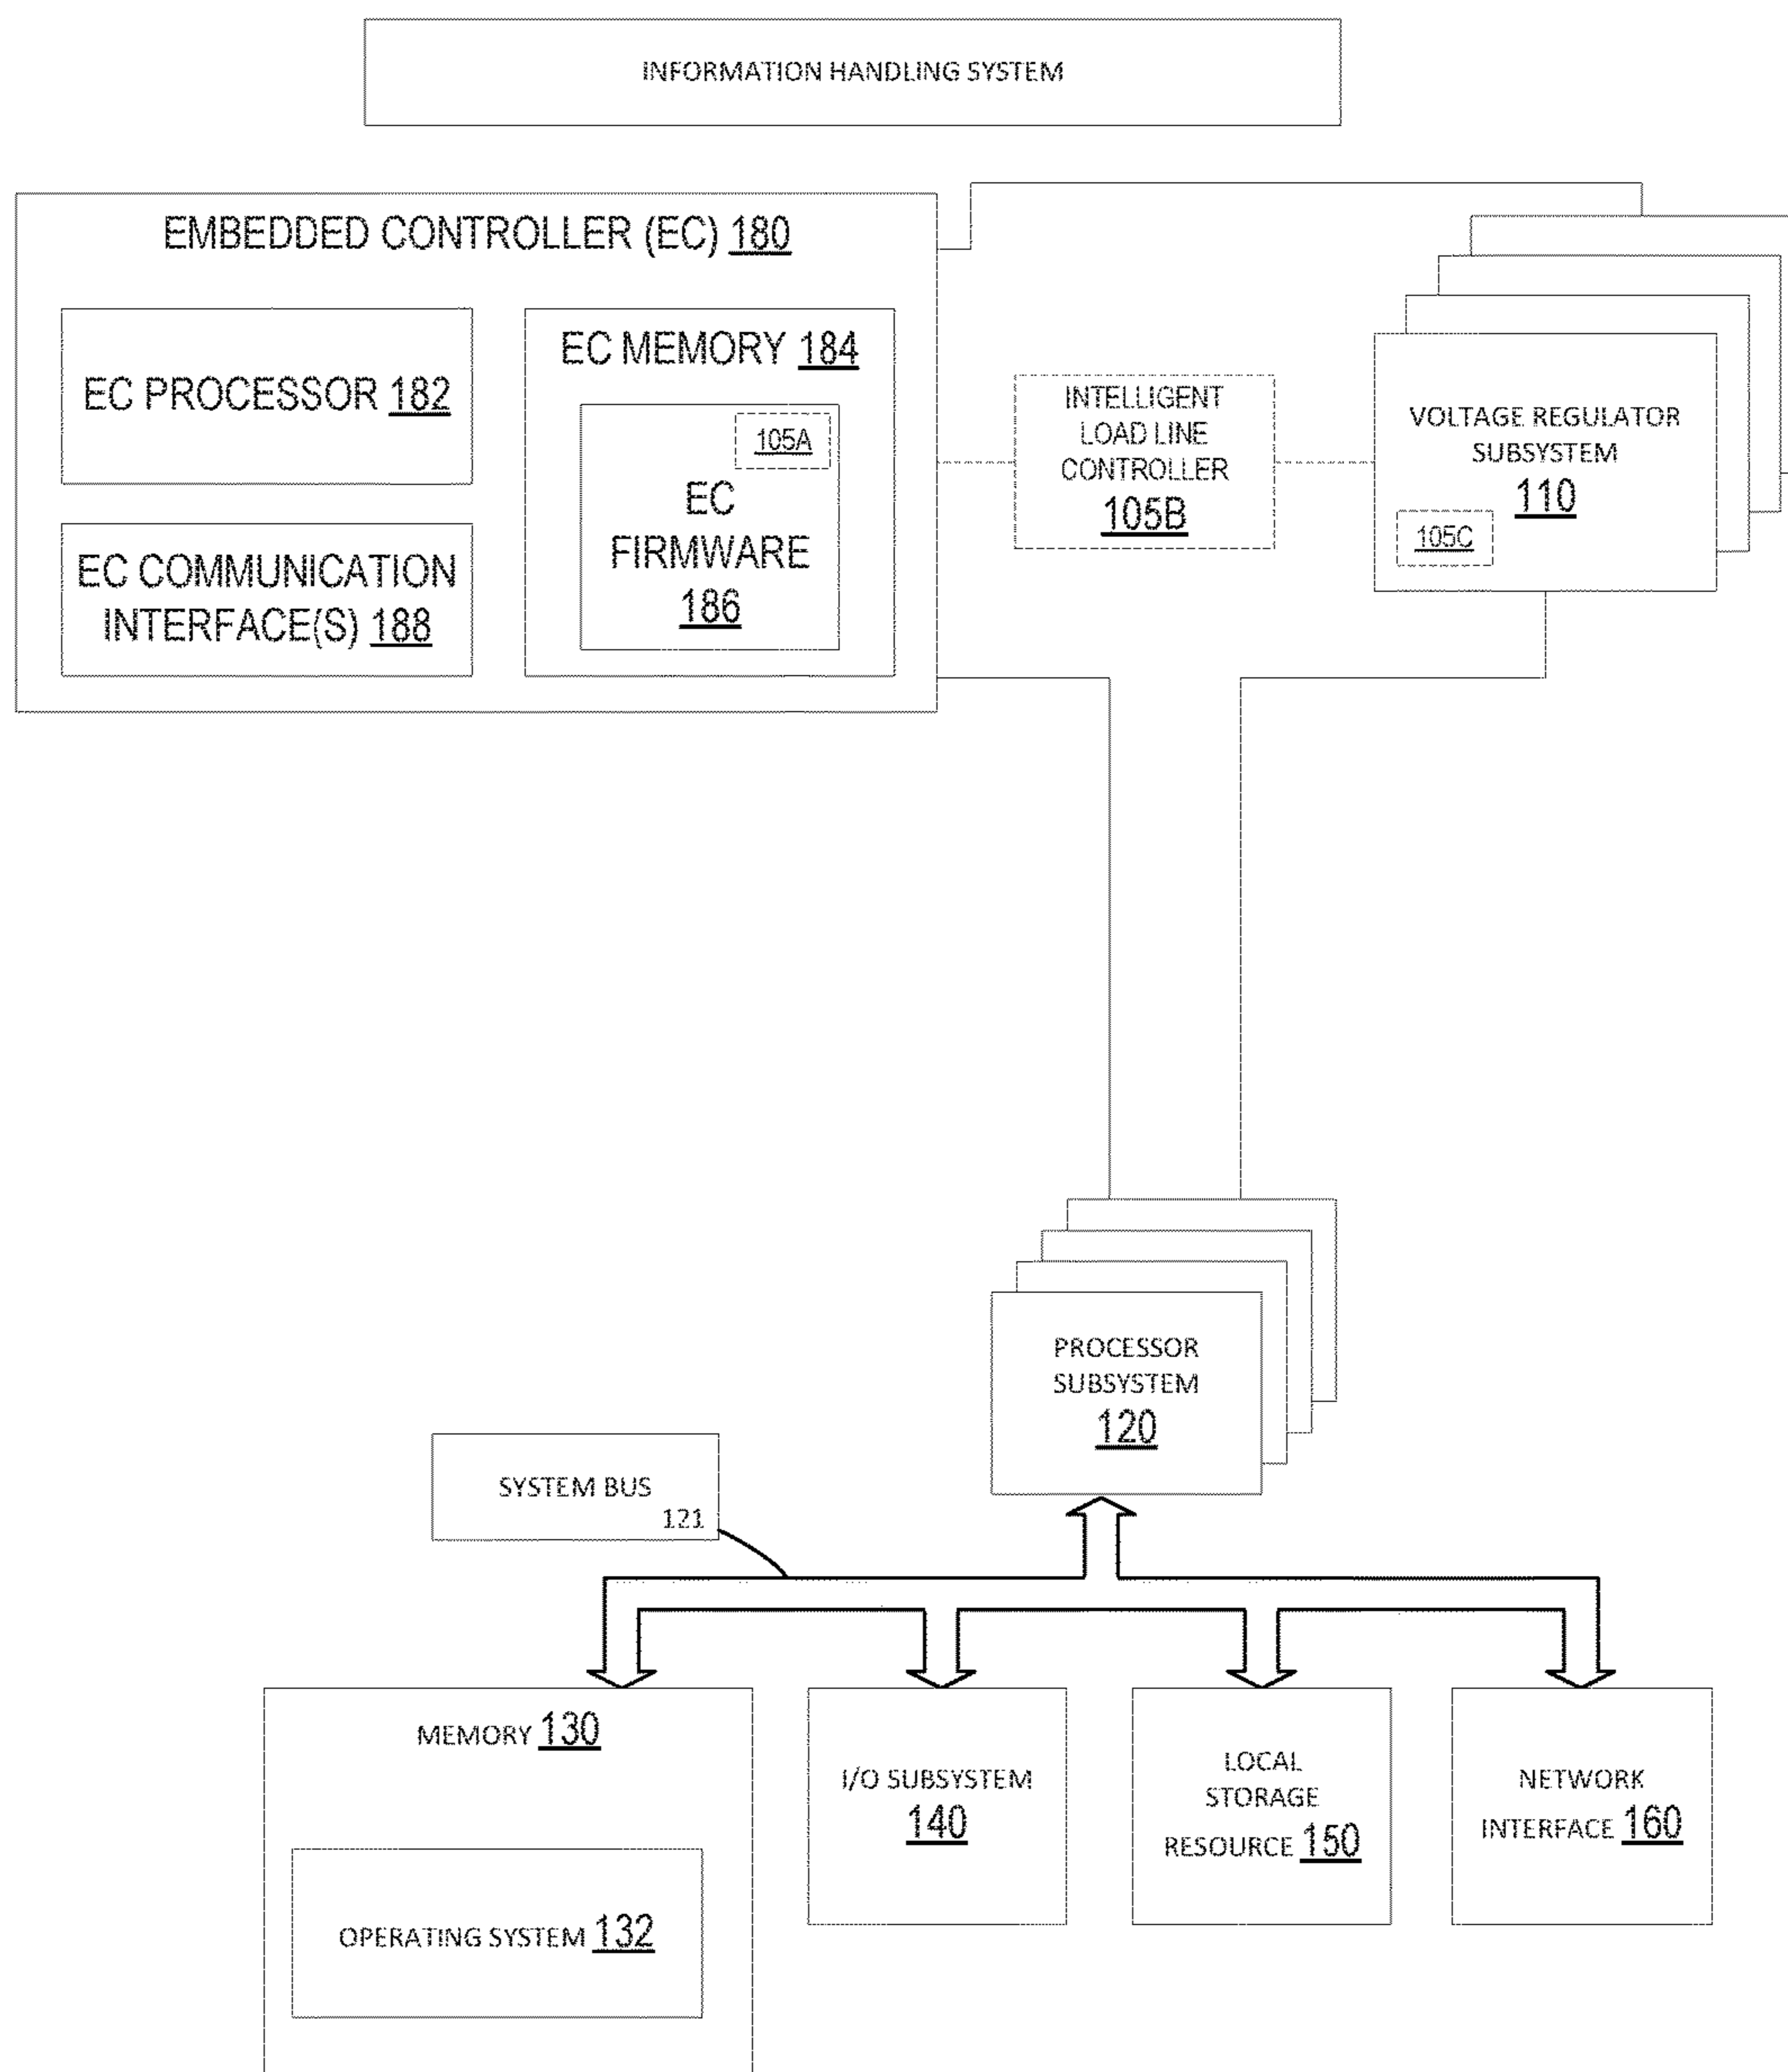 INFORMATION HANDLING SYSTEM
EMBEDDED CONTROLLER (EC) 180
EC PROCESSOR 182
EC COMMUNICATION
INTERFACE(S) 188
EC MEMORY 184
105A
EC
FIRMWARE
186
INTELLIGENT
LOAD LINE
CONTROLLER
105B
VOLTAGE REGULATOR
SUBSYSTEM
110
105C
PROCESSOR
SUBSYSTEM
120
SYSTEM BUS
121
MEMORY 130
OPERATING SYSTEM 132
I/O SUBSYSTEM
140
LOCAL
STORAGE
RESOURCE 150
NETWORK
INTERFACE 160